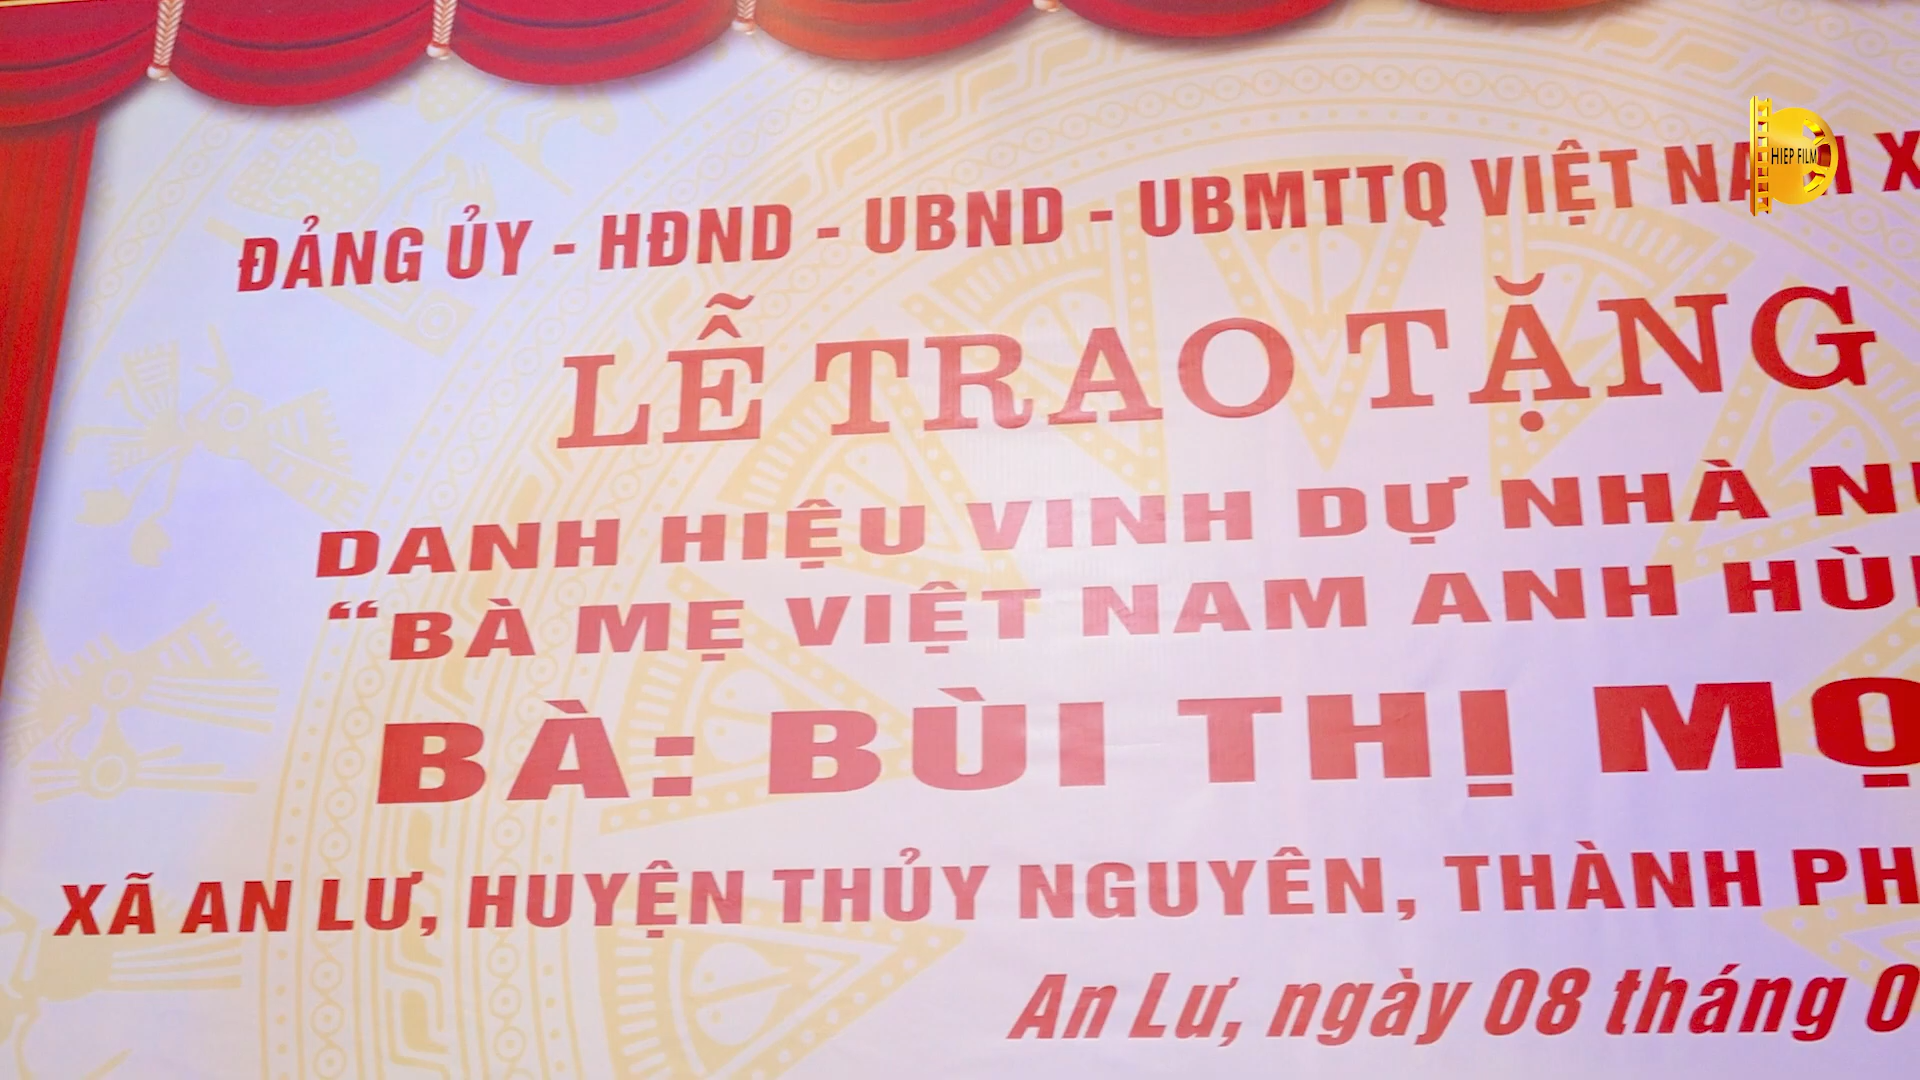 ĐẢNG ỦY - HĐND - UBND - UBMTTQ VIỆT NAM X
HIEP FILM
LỄ TRAO TẶNG
DANH HIỆU VINH DỰ NHÀ
“BÀ MẸ VIỆT NAM ANH HÙ
BÀ: BÙI THỊ MỌ
XÃ AN LƯ, HUYỆN THỦY NGUYÊN, THÀNH PH
An Lư, ngày 08 tháng 0